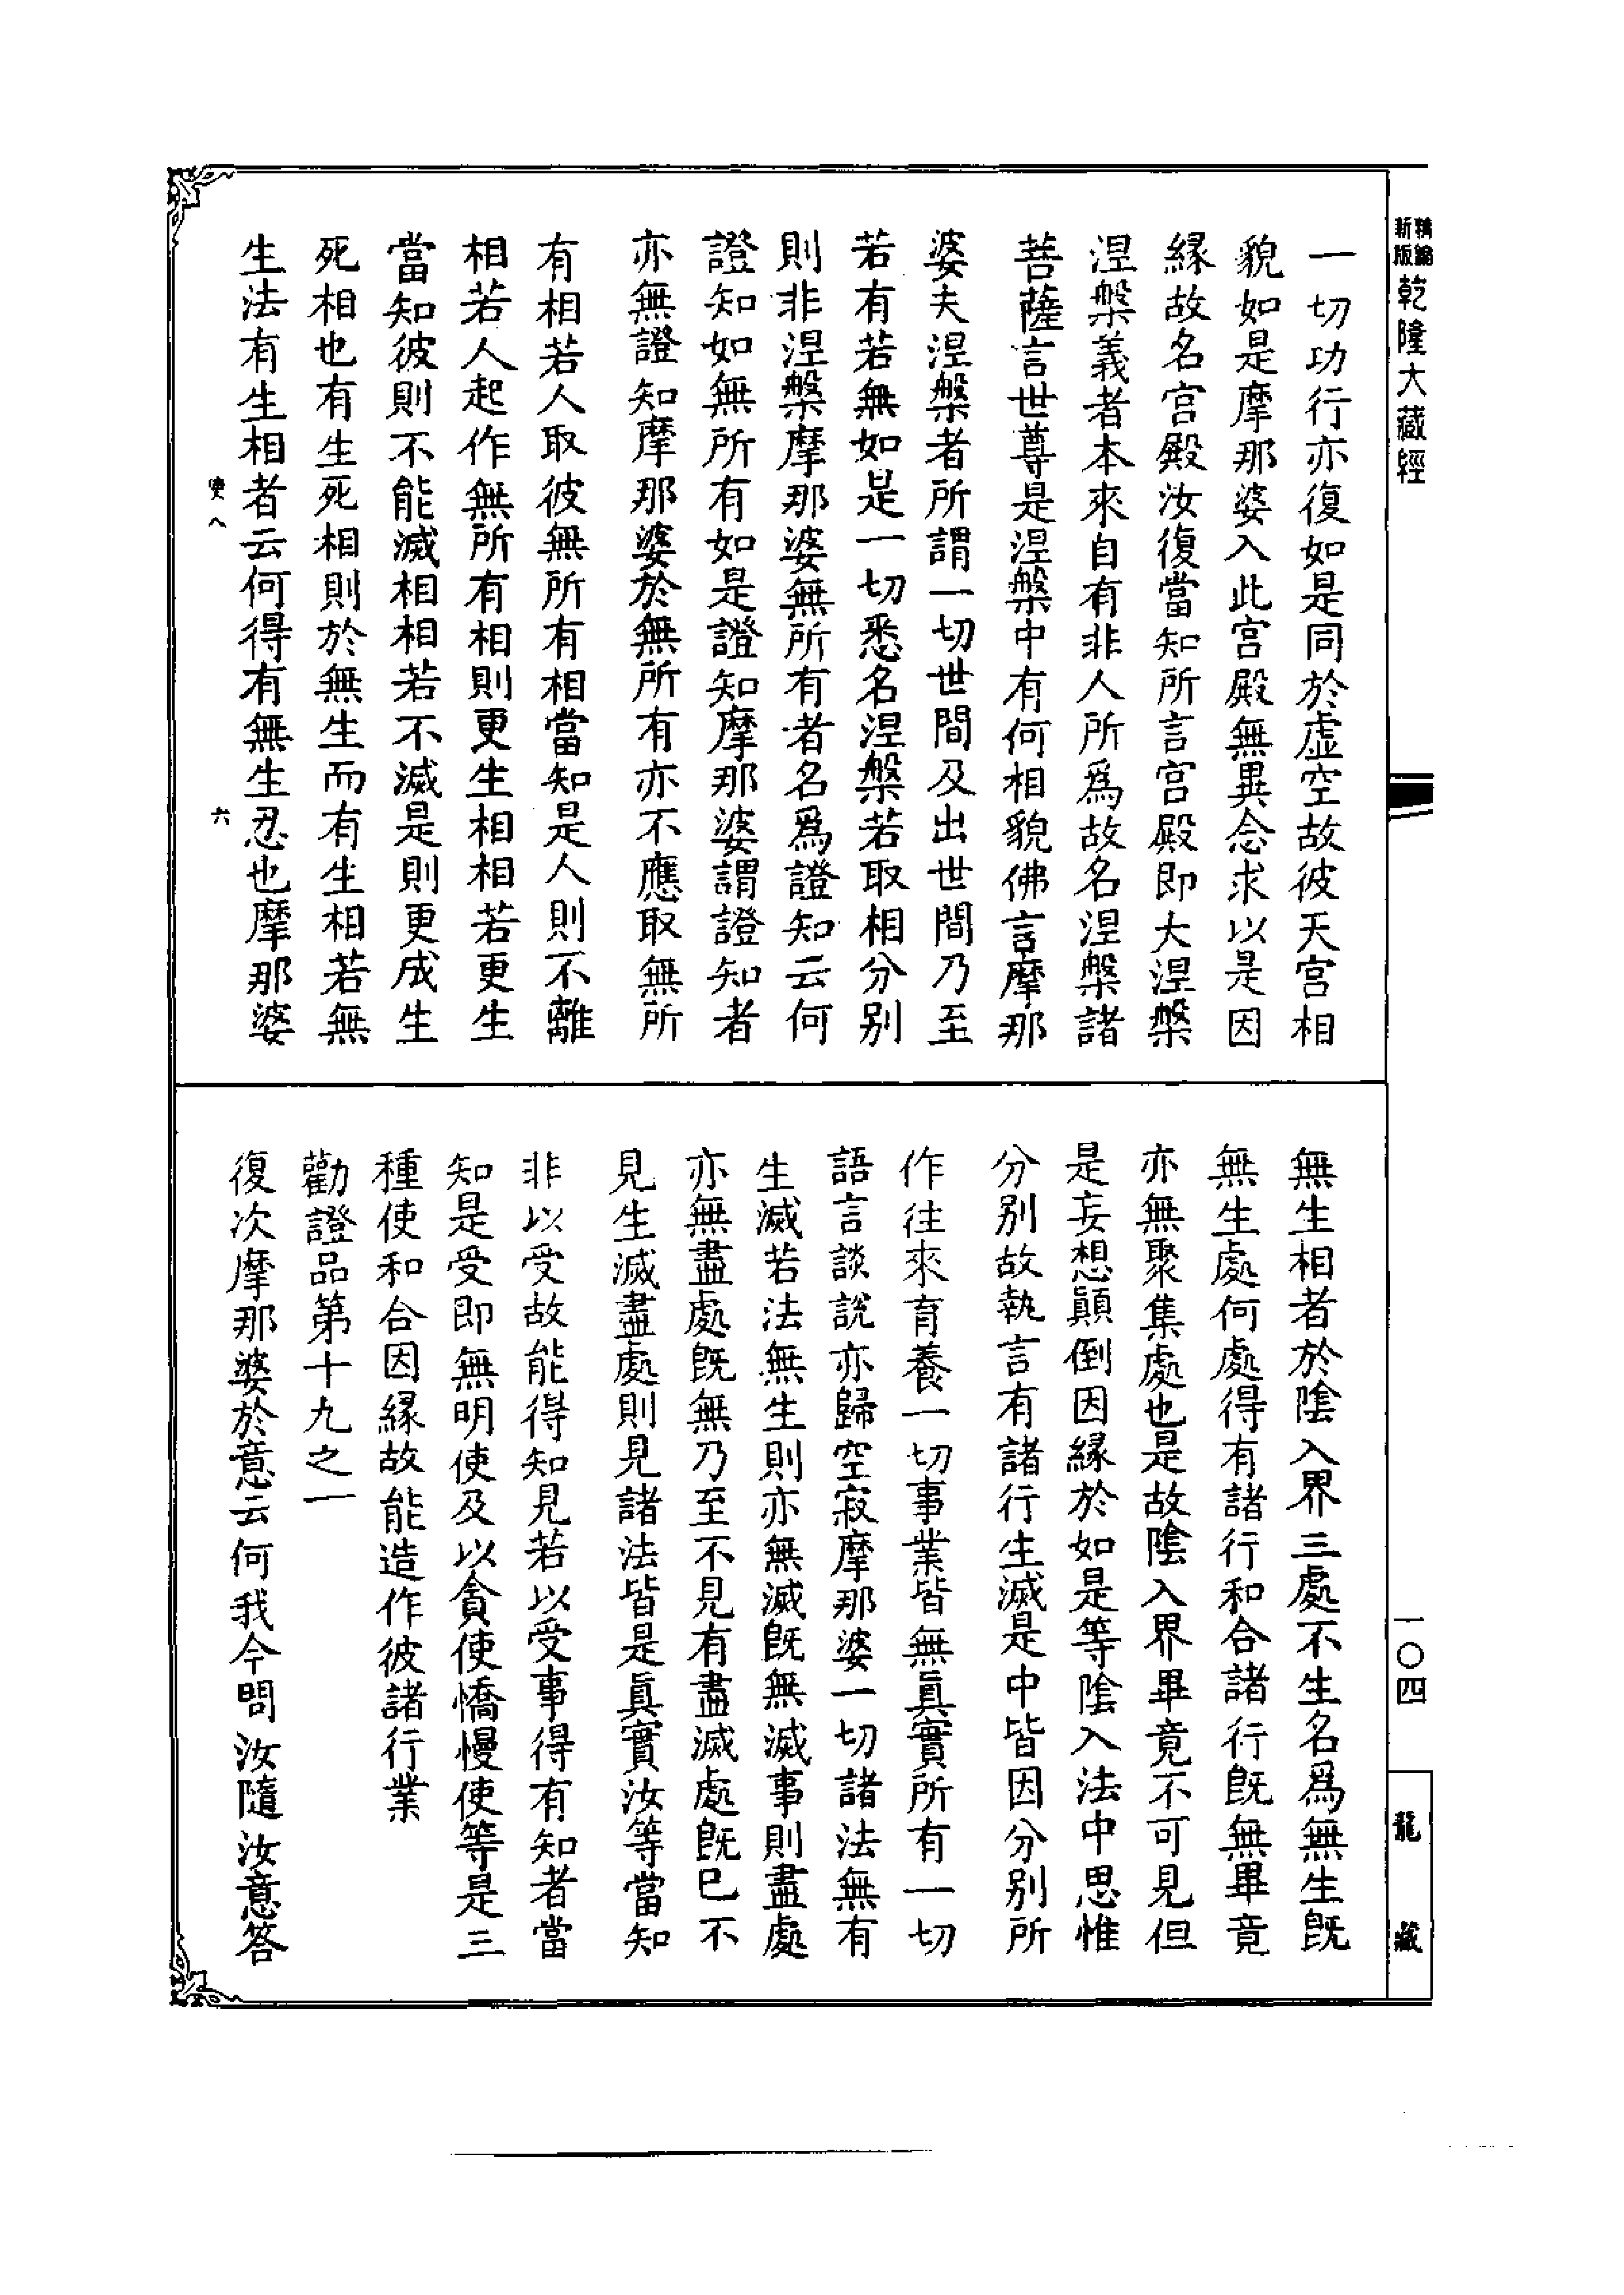 新編
新版
乾隆大藏經
一〇四
龍藏
一切功行亦復如是同於虛空故彼天宮相
貌如是摩那婆入此宮殿無異念求以是因
緣故名宮殿汝復當知所言宮殿即大涅槃
涅槃義者本來自有非人所爲故名涅槃諸
菩薩言世尊是涅槃中有何相貌佛言摩那
婆夫涅槃者所謂一切世間及出世間乃至
若有若無如是一切悉名涅槃若取相分別
則非涅槃摩那婆無所有者名爲證知云何
證知如無所有如是證知摩那婆謂證知者
亦無證知摩那婆於無所有亦不應取無所
有相若人取彼無所有相當知是人則不離
相若人起作無所有相則更生相相若更生
當知彼則不能滅相相若不滅是則更成生
死相也有生死相則於無生而有生相若無
生法有生相者云何得有無生忍也摩那婆
八
六
無生相者於陰入界三處不生名爲無生旣
無生處何處得有諸行和合諸行旣無畢竟
亦無聚集處也是故陰入界畢竟不可見但
是妄想顚倒因緣於如是等陰入法中思惟
分別故執言有諸行生滅是中皆因分別所
作往來育養一切事業皆無眞實所有一切
語言談說亦歸空寂摩那婆一切諸法無有
生滅若法無生則亦無滅旣無滅事則盡處
亦無盡處旣無乃至不見有盡滅處旣已不
見生滅盡處則見諸法皆是眞實汝等當知
非以受故能得知見若以受事得有知者當
知是受即無明使及以貪使憍慢使等是三
種使和合因緣故能造作彼諸行業
勸證品第十九之一
復次摩那婆於意云何我今問汝隨汝意答